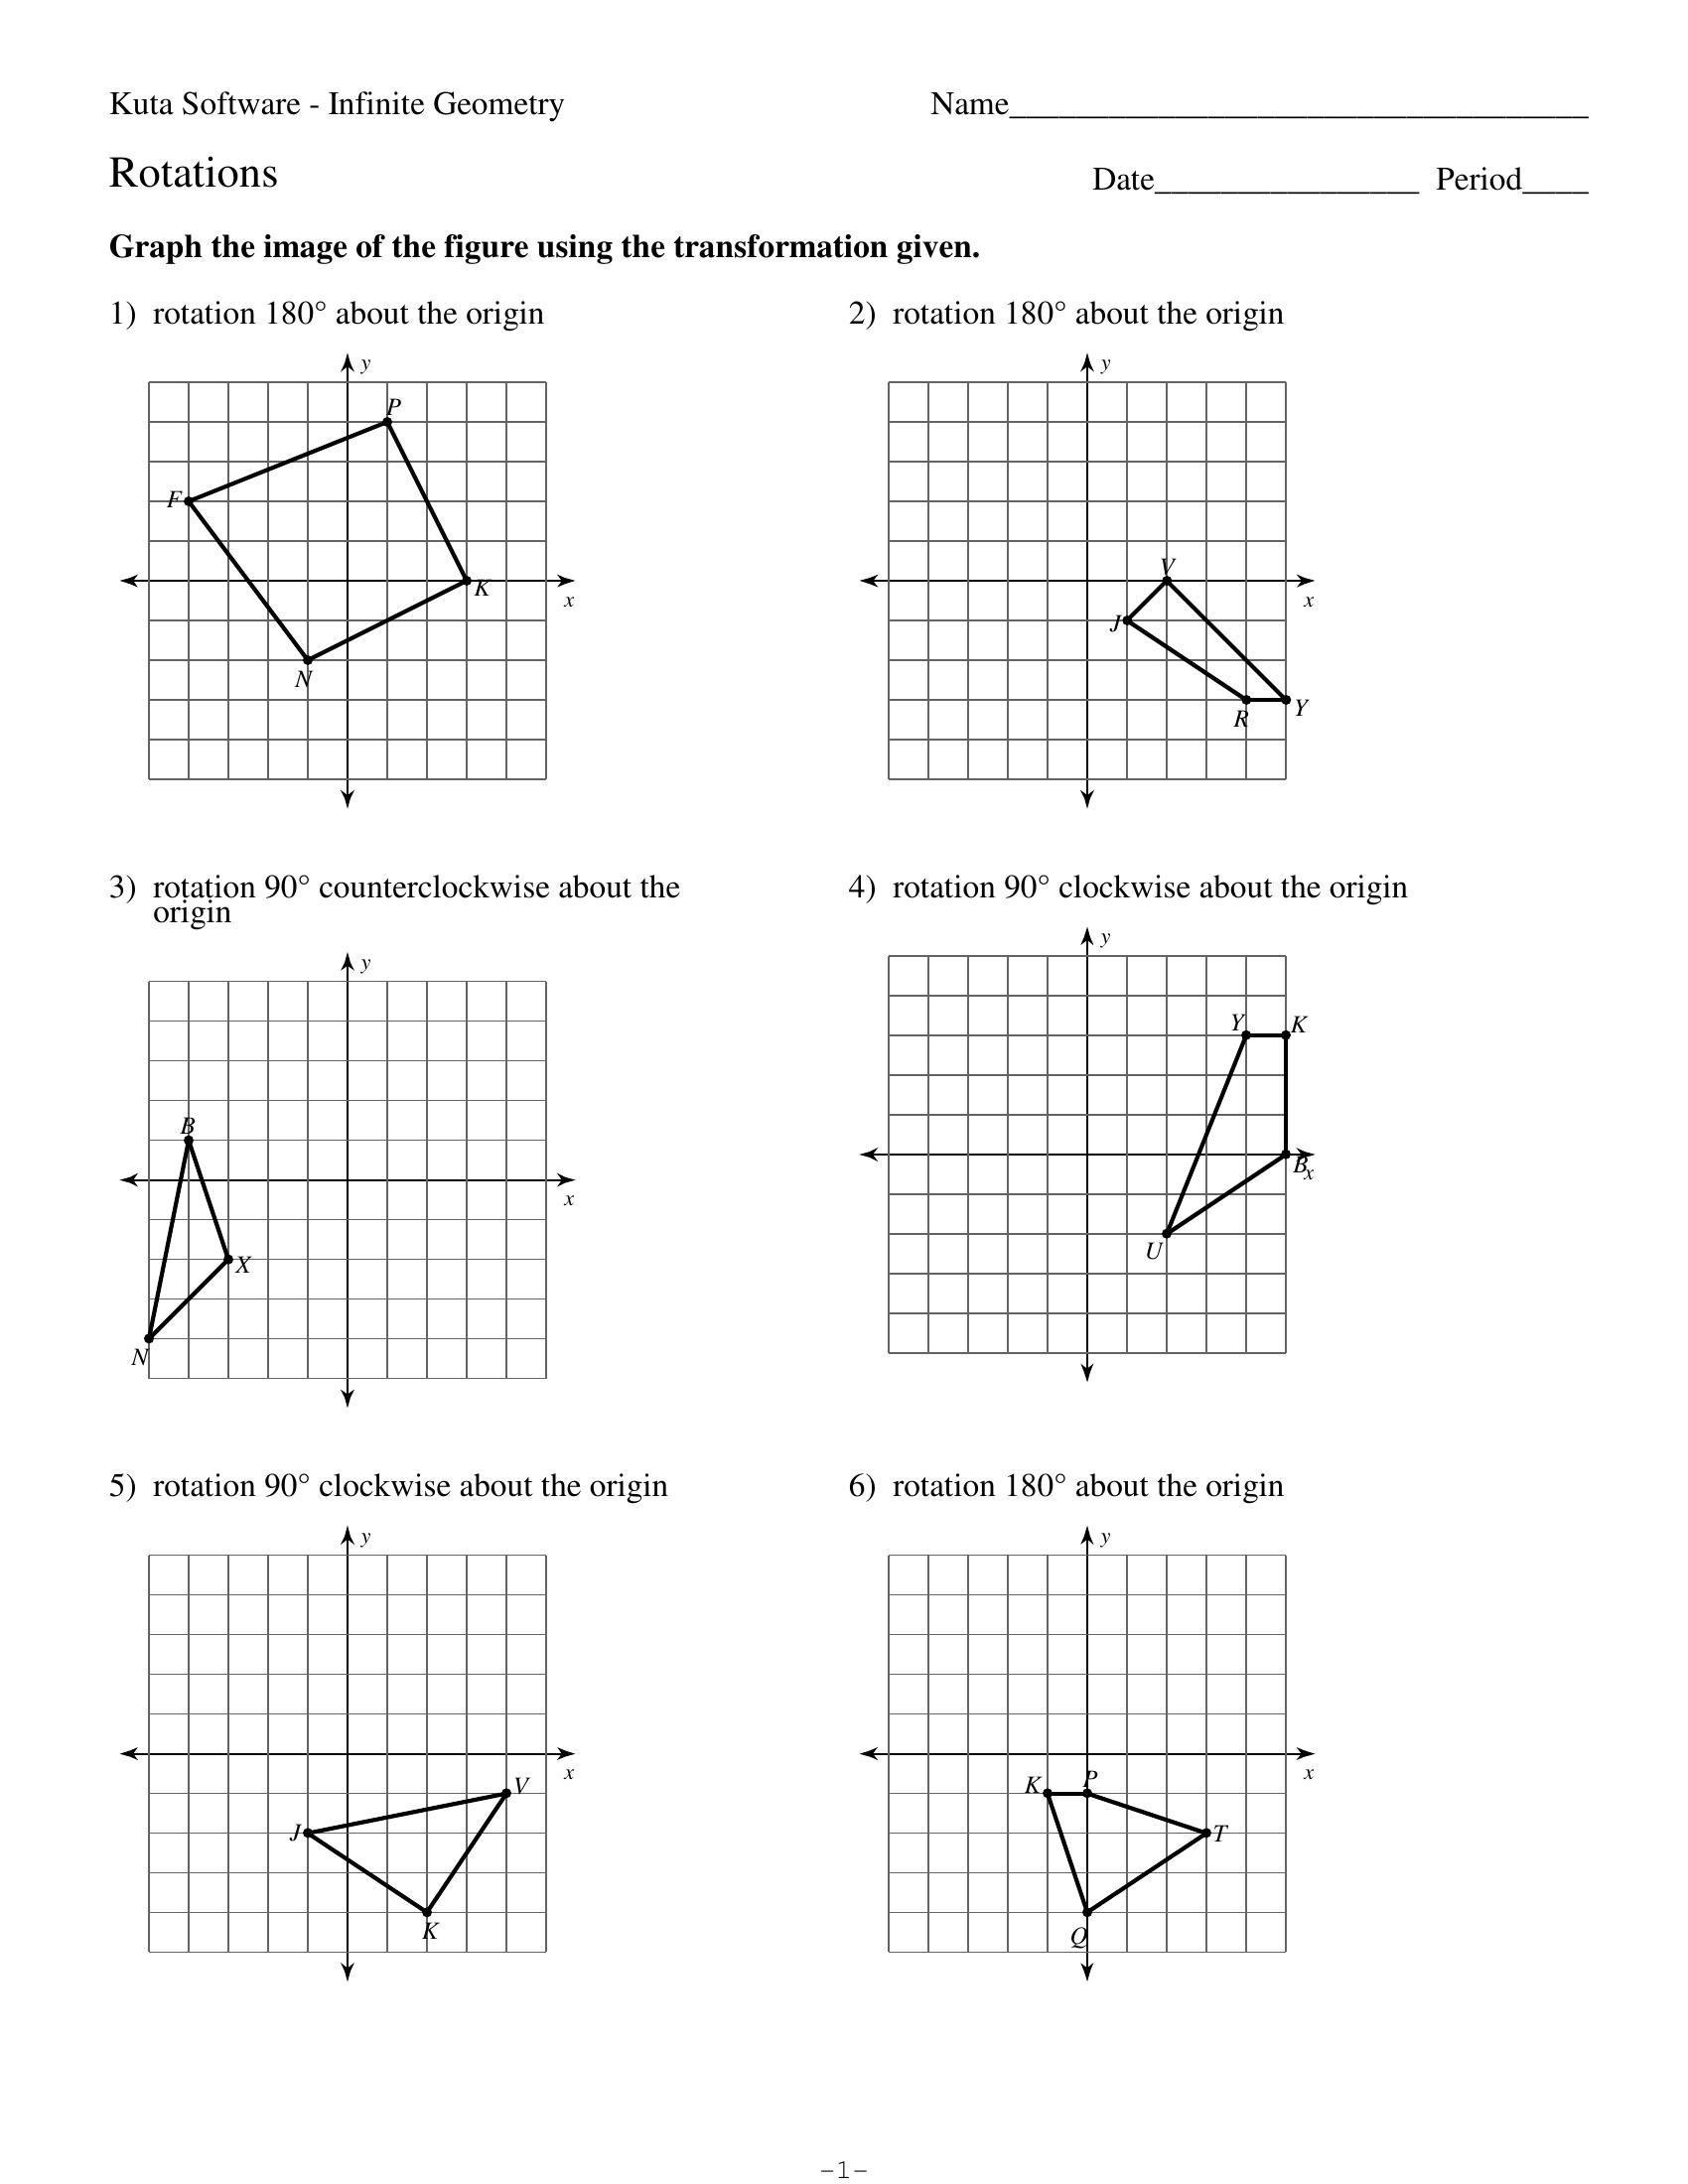 Kuta Software - Infinite Geometry
Name___________________________________
Rotations
Date________________ Period____
Graph the image of the figure using the transformation given.
1) rotation 180° about the origin
2) rotation 180° about the origin
y
P
F
K
x
N
y
V
x
J
R
Y
3) rotation 90° counterclockwise about the
origin
4) rotation 90° clockwise about the origin
y
B
x
X
N
y
Y
K
B
x
U
5) rotation 90° clockwise about the origin
6) rotation 180° about the origin
y
x
V
J
K
y
x
K
P
T
Q
-1-